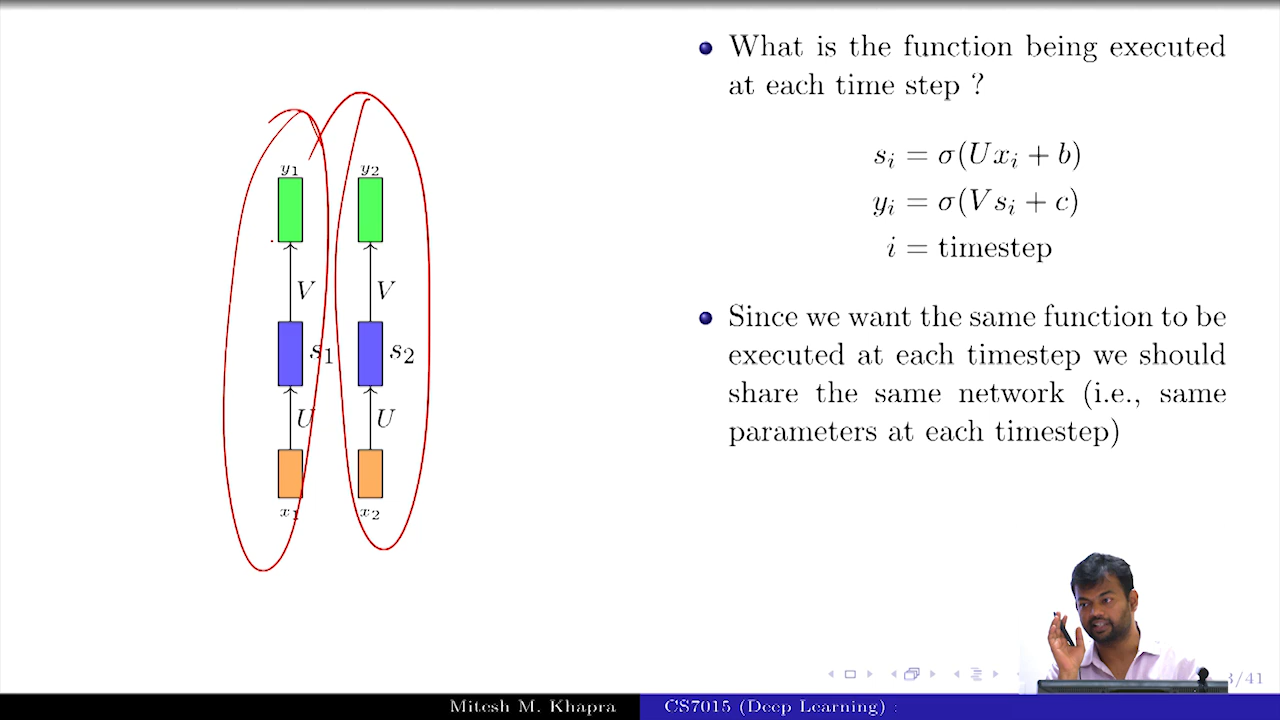 What is the function being executed
at each time step ?
sᵢ = σ(Uxᵢ + b)
yᵢ = σ(Vsᵢ + c)
i = timestep
Since we want the same function to be
executed at each timestep we should
share the same network (i.e., same
parameters at each timestep)
y₁ y₂
V V
s₁ s₂
U U
x₁ x₂
/41
Mitesh M. Khapra CS7015 (Deep Learning) :